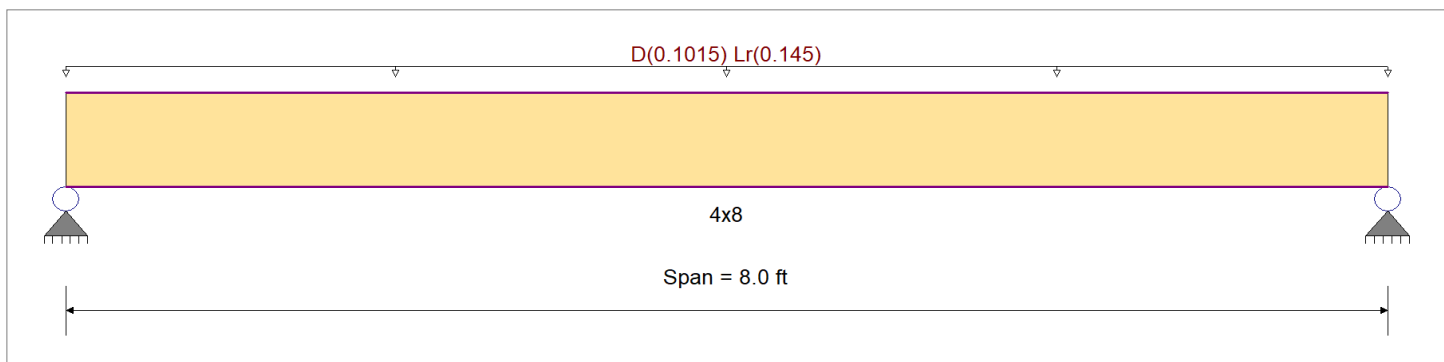 D(0.1015) Lr(0.145)
4x8
Span = 8.0 ft